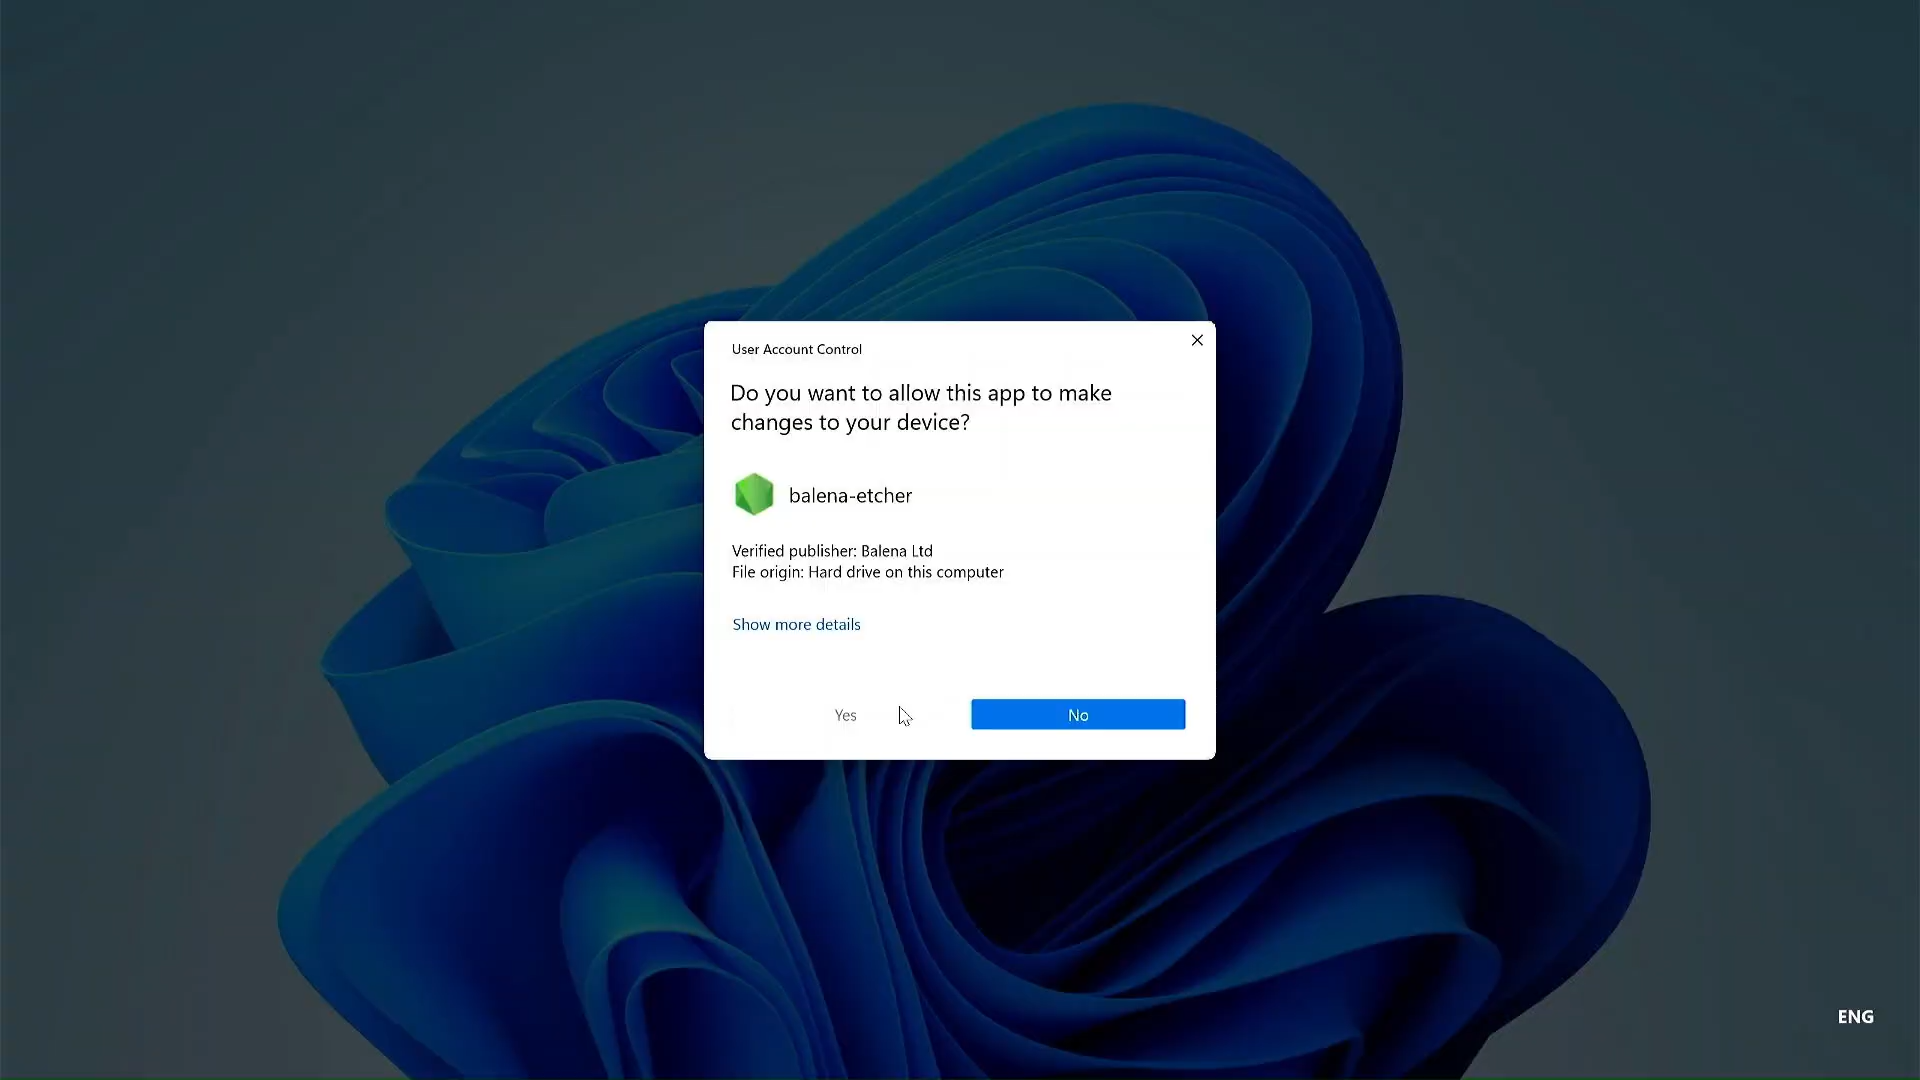 User Account Control
Do you want to allow this app to make
changes to your device?
balena-etcher
Verified publisher: Balena Ltd
File origin: Hard drive on this computer
Show more details
Yes
No
ENG